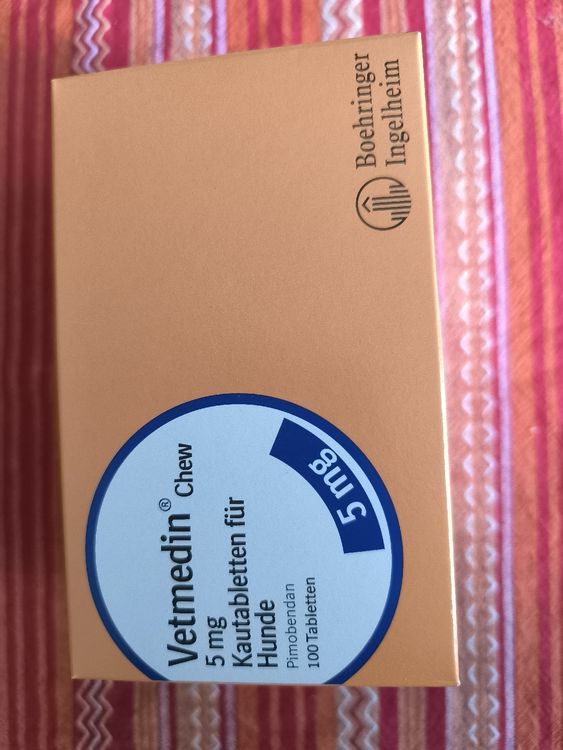 Boehringer
Ingelheim
Vetmedin® Chew
5 mg
Kautabletten für
Hunde
Pimobendan
100 Tabletten
5 mg